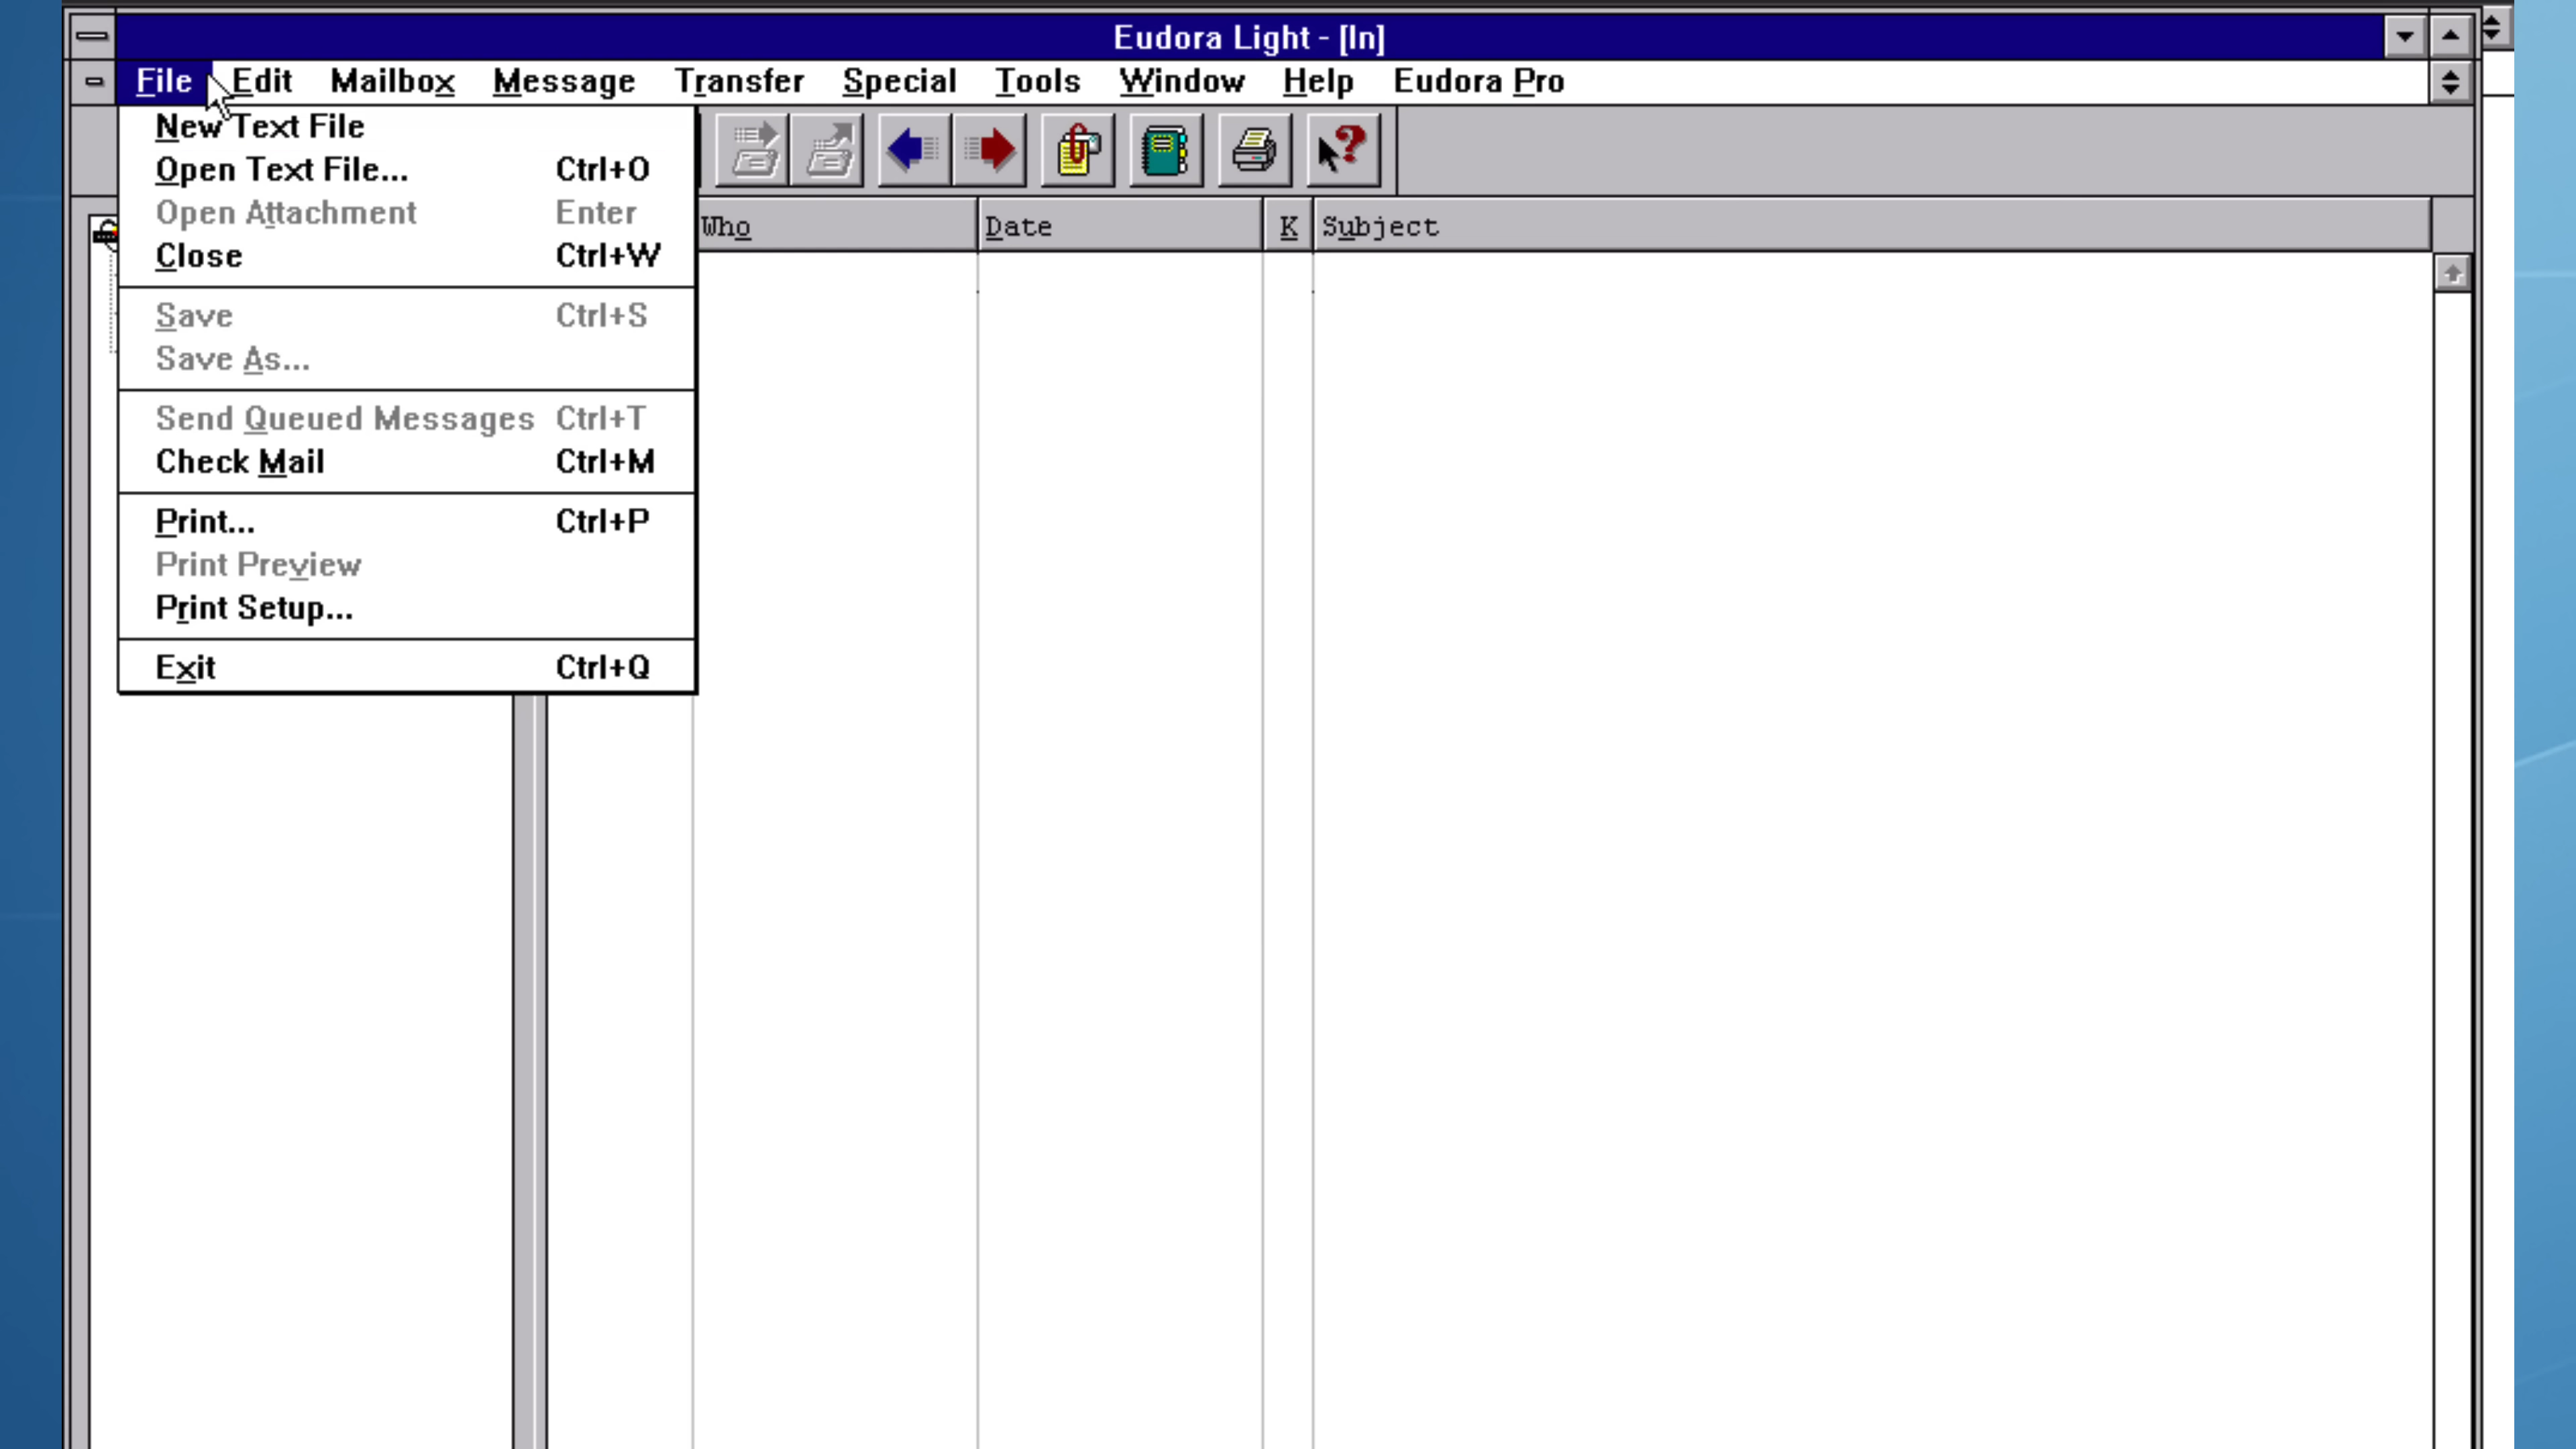 Eudora Light - [In]
File Edit Mailbox Message Transfer Special Tools Window Help Eudora Pro
New Text File
Open Text File... Ctrl+O
Open Attachment Enter
Close Ctrl+W
Save Ctrl+S
Save As...
Send Queued Messages Ctrl+T
Check Mail Ctrl+M
Print... Ctrl+P
Print Preview
Print Setup...
Exit Ctrl+Q
Who Date K Subject